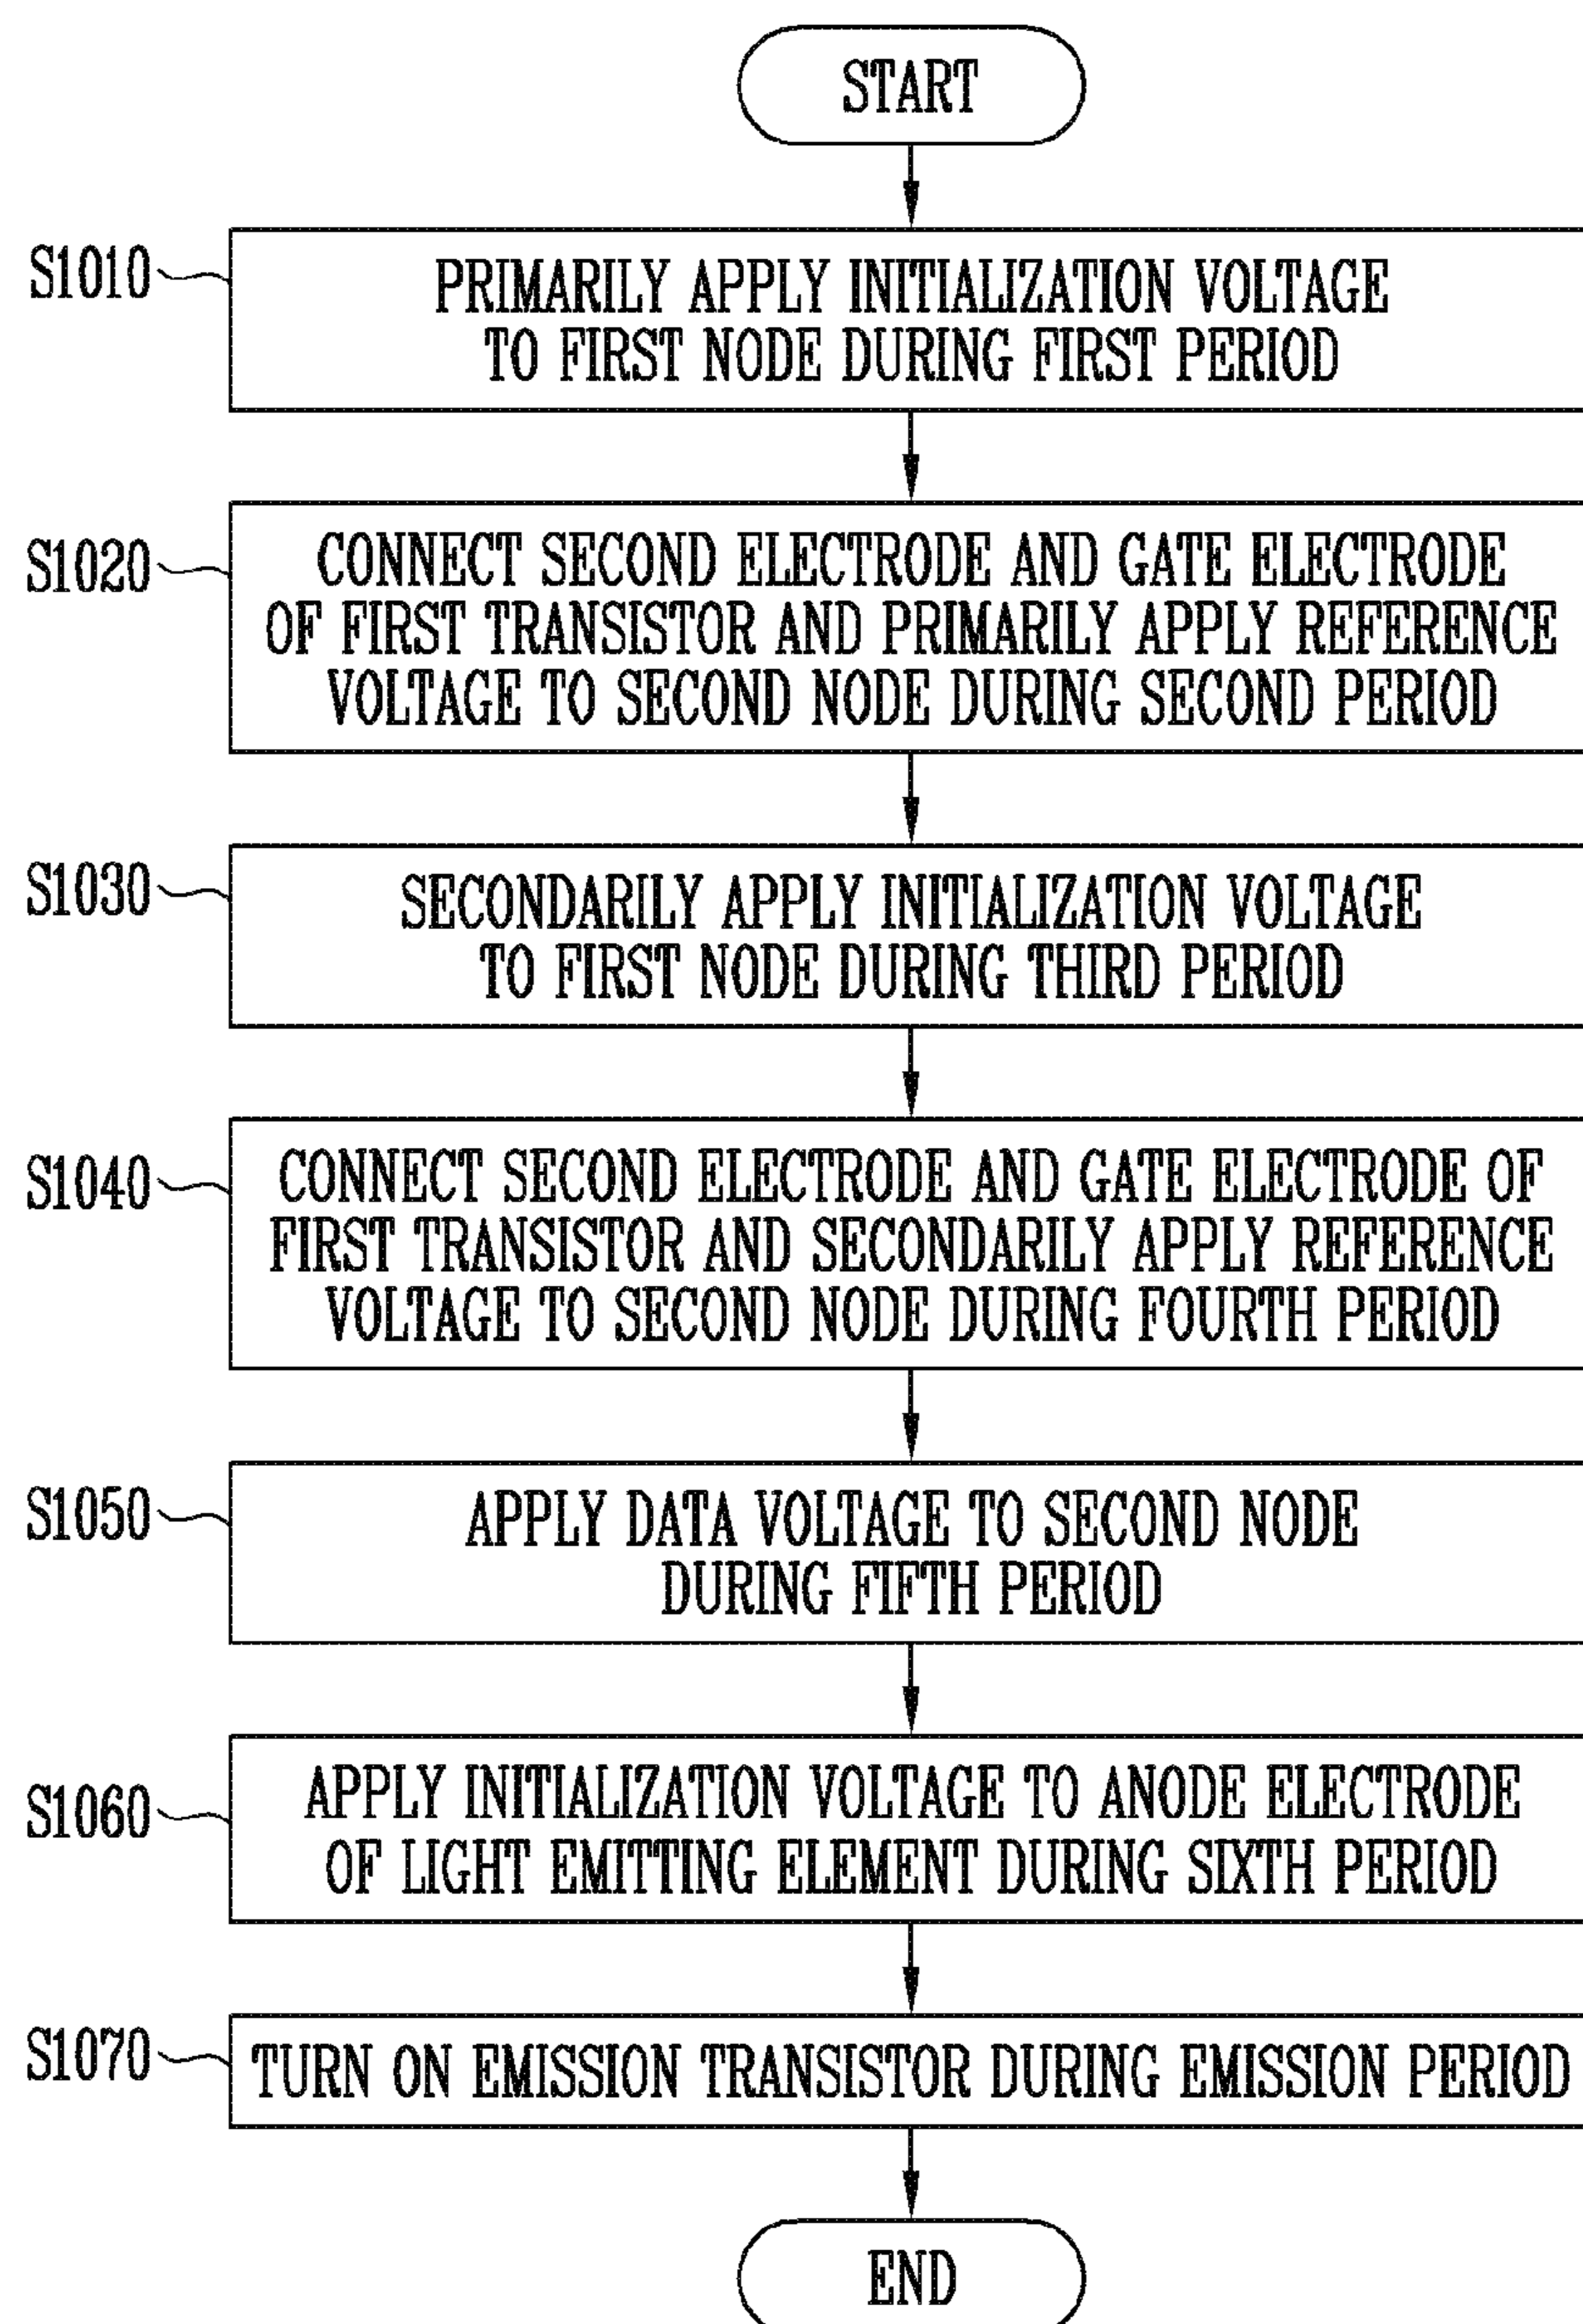 START
S1010
PRIMARILY APPLY INITIALIZATION VOLTAGE
TO FIRST NODE DURING FIRST PERIOD
S1020
CONNECT SECOND ELECTRODE AND GATE ELECTRODE
OF FIRST TRANSISTOR AND PRIMARILY APPLY REFERENCE
VOLTAGE TO SECOND NODE DURING SECOND PERIOD
S1030
SECONDARILY APPLY INITIALIZATION VOLTAGE
TO FIRST NODE DURING THIRD PERIOD
S1040
CONNECT SECOND ELECTRODE AND GATE ELECTRODE OF
FIRST TRANSISTOR AND SECONDARILY APPLY REFERENCE
VOLTAGE TO SECOND NODE DURING FOURTH PERIOD
S1050
APPLY DATA VOLTAGE TO SECOND NODE
DURING FIFTH PERIOD
S1060
APPLY INITIALIZATION VOLTAGE TO ANODE ELECTRODE
OF LIGHT EMITTING ELEMENT DURING SIXTH PERIOD
S1070
TURN ON EMISSION TRANSISTOR DURING EMISSION PERIOD
END